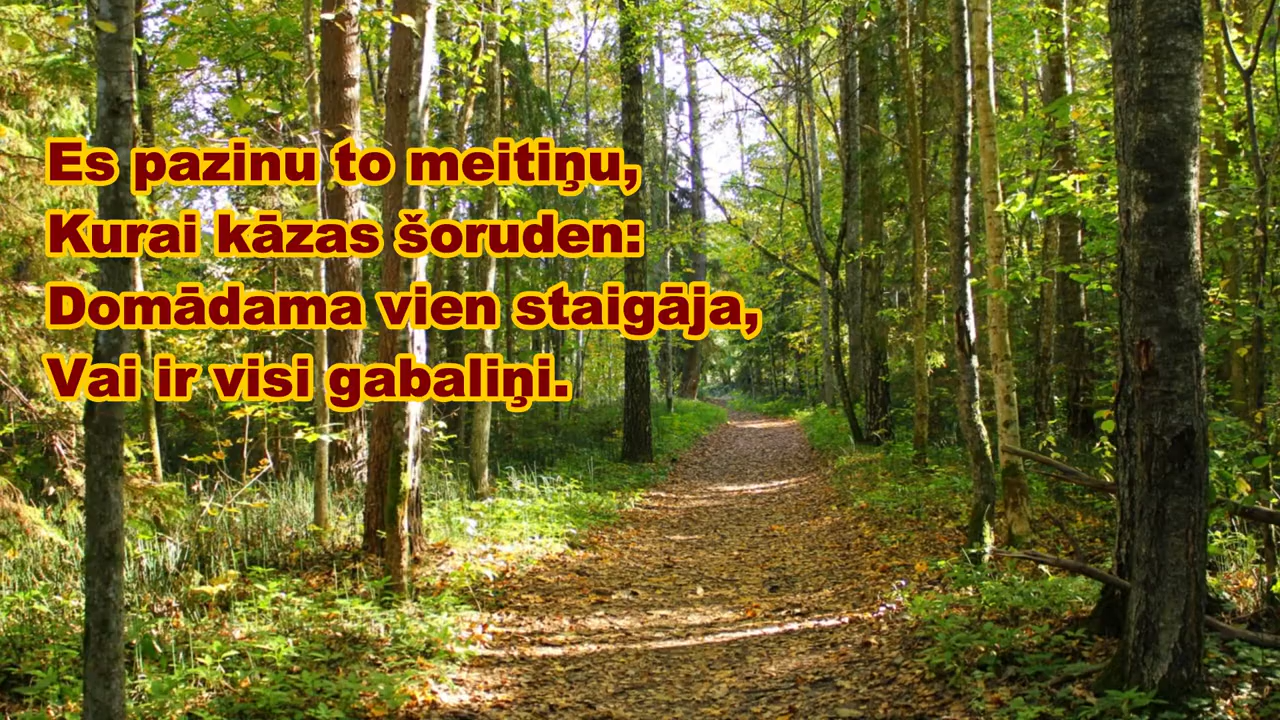 Es pazinu to meitiņu,
Kurai kāzas šoruden:
Domādama vien staigāja,
Vai ir visi gabaliņi.